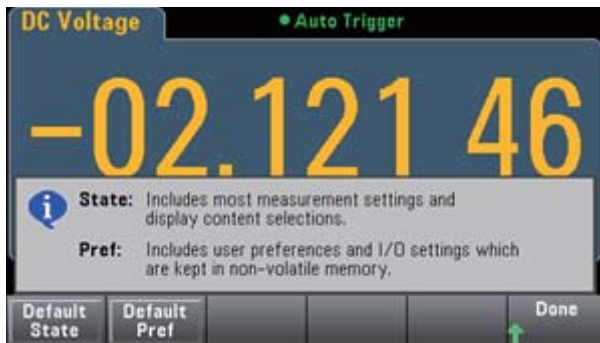 DC Voltage
Auto Trigger
-02.121 46
State: Includes most measurement settings and
display content selections.
Pref: Includes user preferences and I/O settings which
are kept in non-volatile memory.
Default
State
Default
Pref
Done